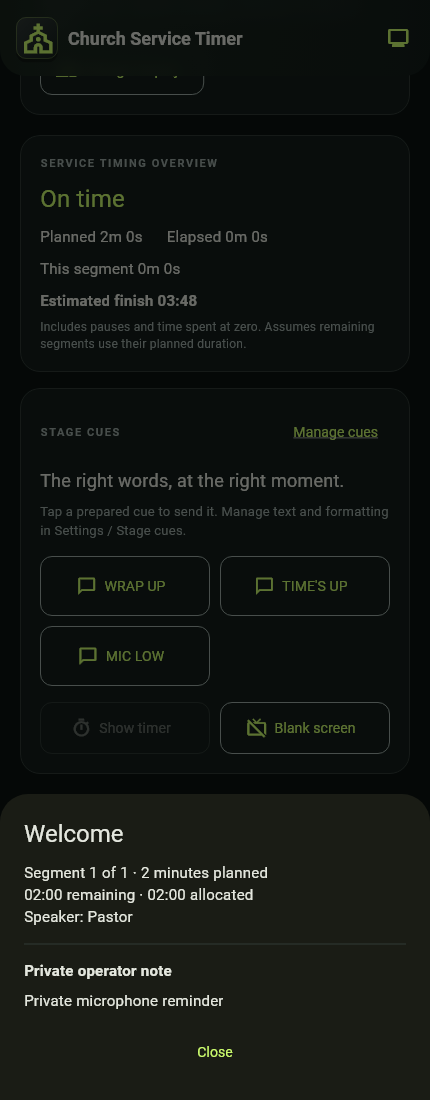 Church Service Timer
SERVICE TIMING OVERVIEW
On time
Planned 2m 0s Elapsed 0m 0s
This segment 0m 0s
Estimated finish 03:48
Includes pauses and time spent at zero. Assumes remaining
segments use their planned duration.
STAGE CUES Manage cues
The right words, at the right moment.
Tap a prepared cue to send it. Manage text and formatting
in Settings / Stage cues.
WRAP UP TIME'S UP
MIC LOW
Show timer Blank screen
Welcome
Segment 1 of 1 · 2 minutes planned
02:00 remaining · 02:00 allocated
Speaker: Pastor
Private operator note
Private microphone reminder
Close